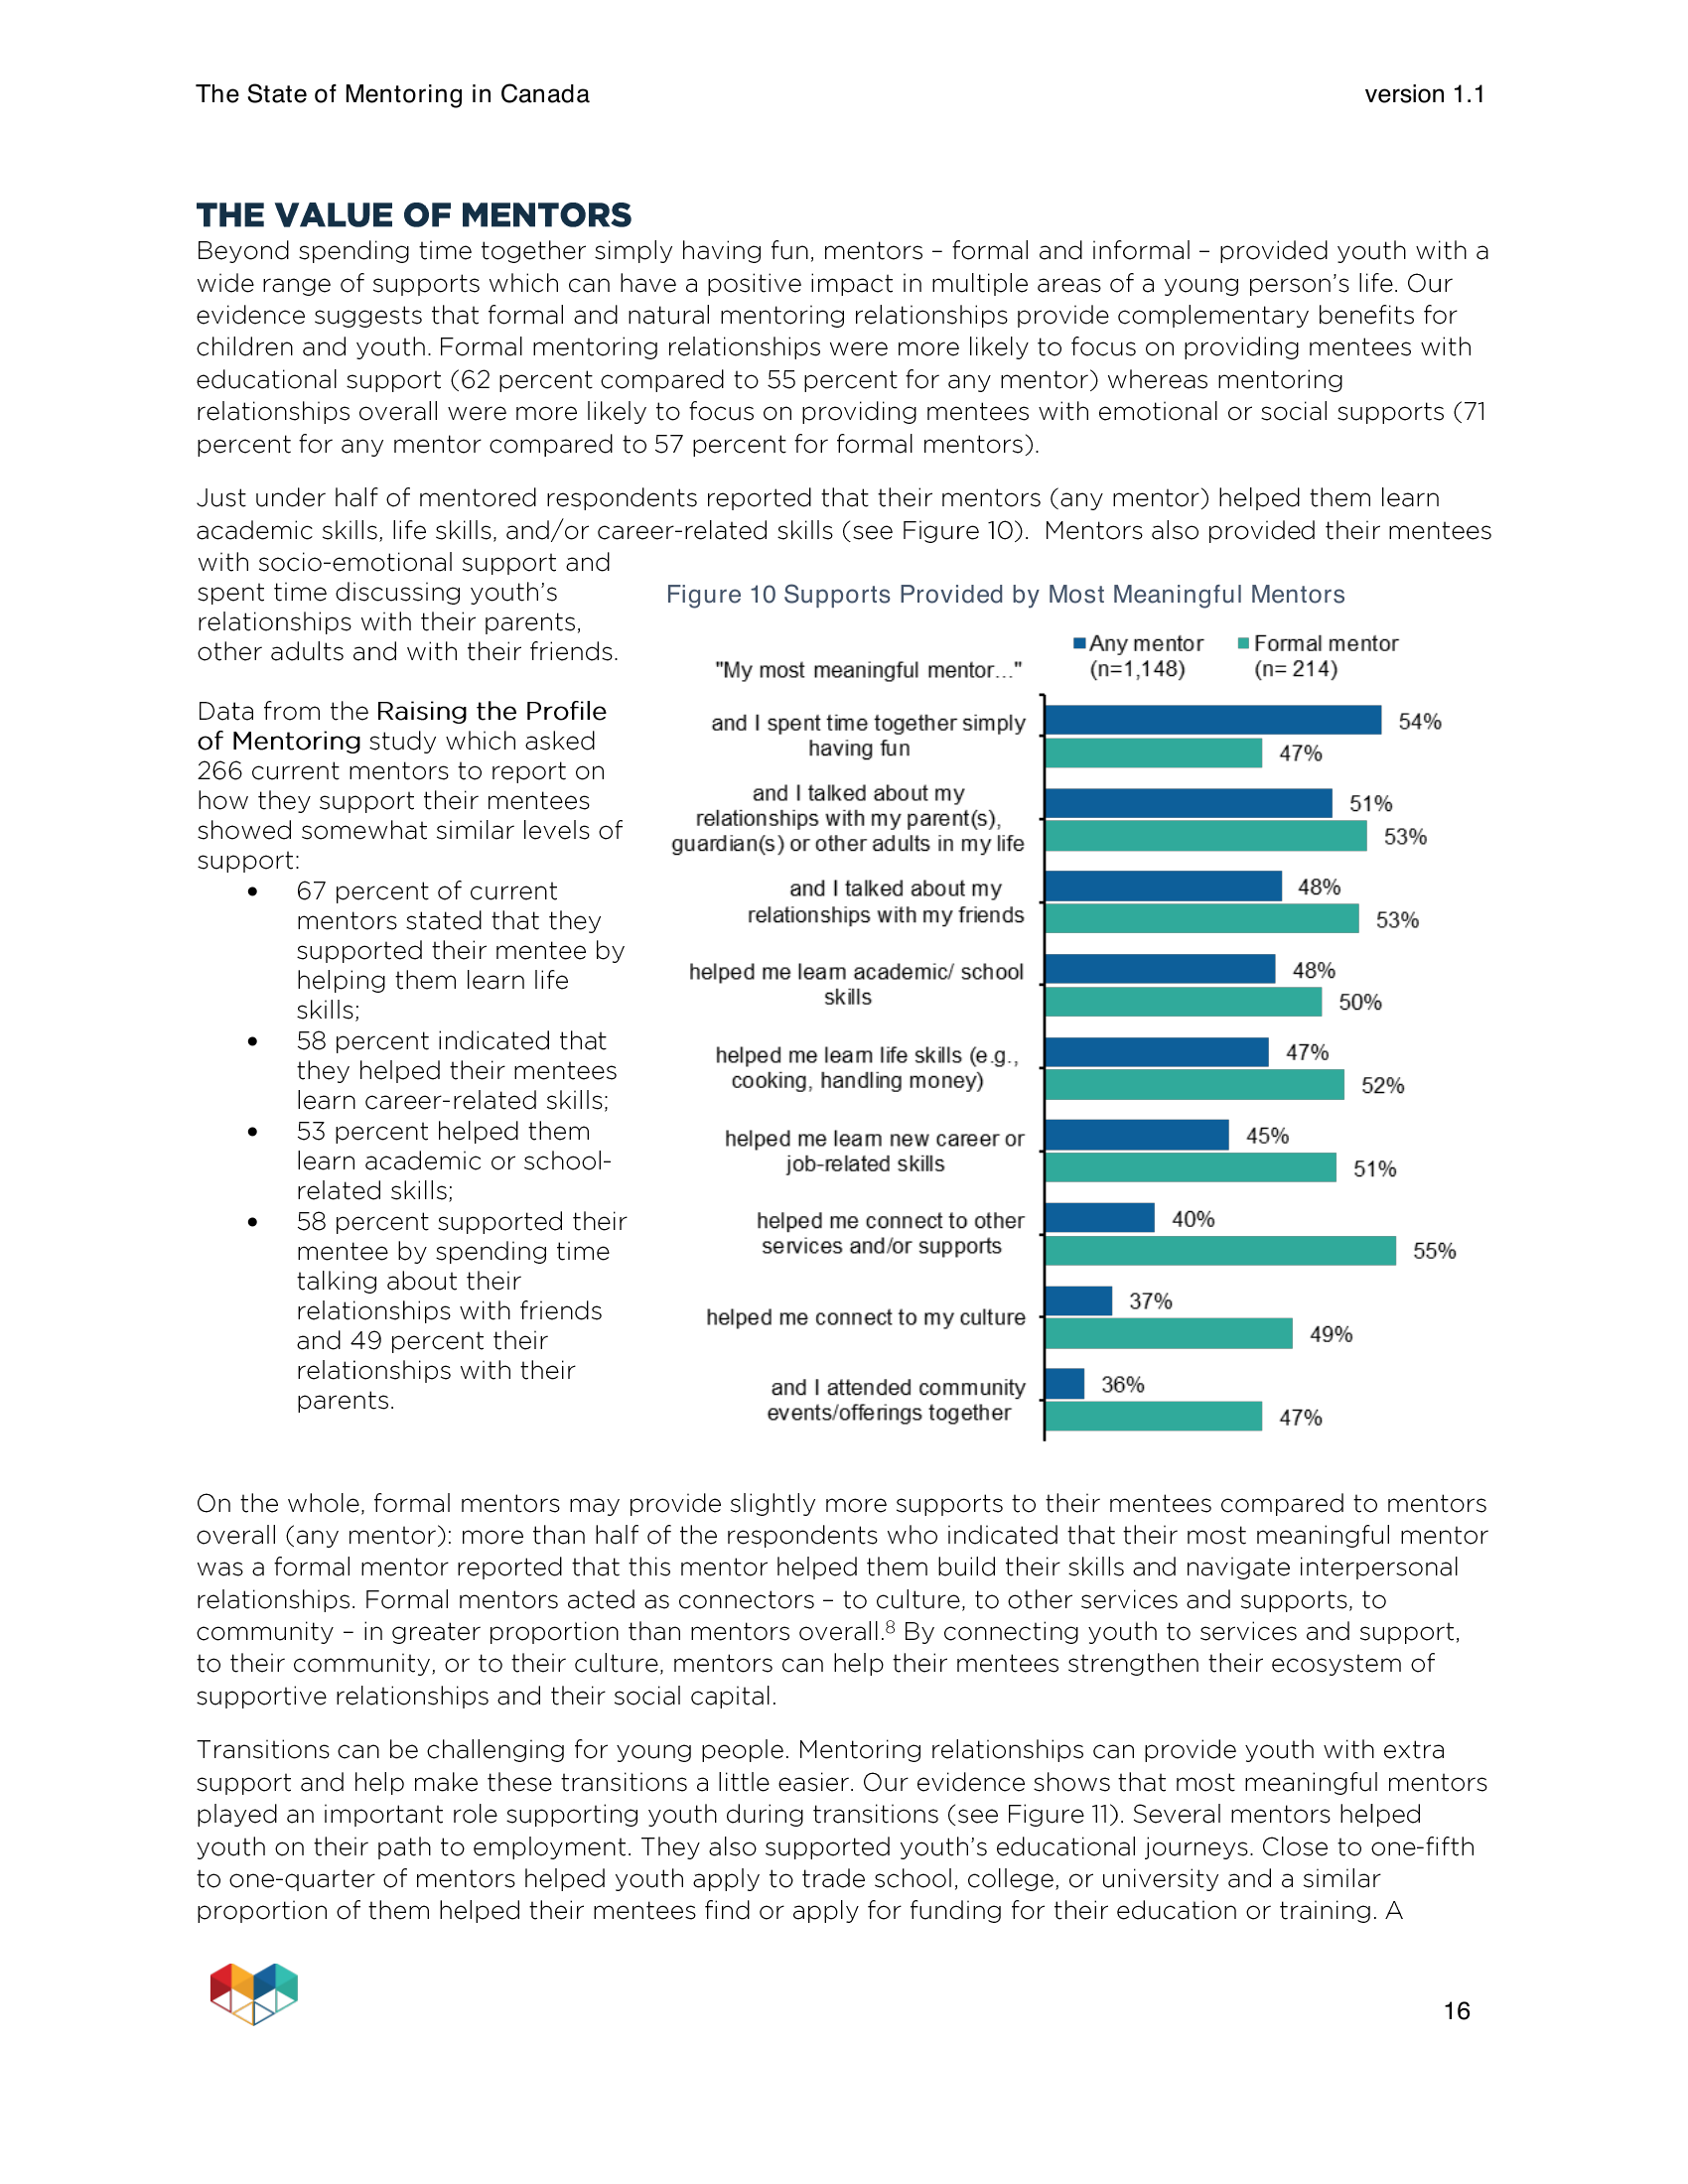 The State of Mentoring in Canada
version 1.1
THE VALUE OF MENTORS
Beyond spending time together simply having fun, mentors – formal and informal – provided youth with a
wide range of supports which can have a positive impact in multiple areas of a young person's life. Our
evidence suggests that formal and natural mentoring relationships provide complementary benefits for
children and youth. Formal mentoring relationships were more likely to focus on providing mentees with
educational support (62 percent compared to 55 percent for any mentor) whereas mentoring
relationships overall were more likely to focus on providing mentees with emotional or social supports (71
percent for any mentor compared to 57 percent for formal mentors).
Just under half of mentored respondents reported that their mentors (any mentor) helped them learn
academic skills, life skills, and/or career-related skills (see Figure 10).  Mentors also provided their mentees
with socio-emotional support and
spent time discussing youth's
relationships with their parents,
other adults and with their friends.
Data from the Raising the Profile
of Mentoring study which asked
266 current mentors to report on
how they support their mentees
showed somewhat similar levels of
support:
• 67 percent of current
mentors stated that they
supported their mentee by
helping them learn life
skills;
• 58 percent indicated that
they helped their mentees
learn career-related skills;
• 53 percent helped them
learn academic or school-
related skills;
• 58 percent supported their
mentee by spending time
talking about their
relationships with friends
and 49 percent their
relationships with their
parents.
Figure 10 Supports Provided by Most Meaningful Mentors
"My most meaningful mentor..."
Any mentor
(n=1,148)
Formal mentor
(n= 214)
and I spent time together simply
having fun
54%
47%
and I talked about my
relationships with my parent(s),
guardian(s) or other adults in my life
51%
53%
and I talked about my
relationships with my friends
48%
53%
helped me learn academic/ school
skills
48%
50%
helped me learn life skills (e.g.,
cooking, handling money)
47%
52%
helped me learn new career or
job-related skills
45%
51%
helped me connect to other
services and/or supports
40%
55%
helped me connect to my culture
37%
49%
and I attended community
events/offerings together
36%
47%
On the whole, formal mentors may provide slightly more supports to their mentees compared to mentors
overall (any mentor): more than half of the respondents who indicated that their most meaningful mentor
was a formal mentor reported that this mentor helped them build their skills and navigate interpersonal
relationships. Formal mentors acted as connectors – to culture, to other services and supports, to
community – in greater proportion than mentors overall.8 By connecting youth to services and support,
to their community, or to their culture, mentors can help their mentees strengthen their ecosystem of
supportive relationships and their social capital.
Transitions can be challenging for young people. Mentoring relationships can provide youth with extra
support and help make these transitions a little easier. Our evidence shows that most meaningful mentors
played an important role supporting youth during transitions (see Figure 11). Several mentors helped
youth on their path to employment. They also supported youth's educational journeys. Close to one-fifth
to one-quarter of mentors helped youth apply to trade school, college, or university and a similar
proportion of them helped their mentees find or apply for funding for their education or training. A
16